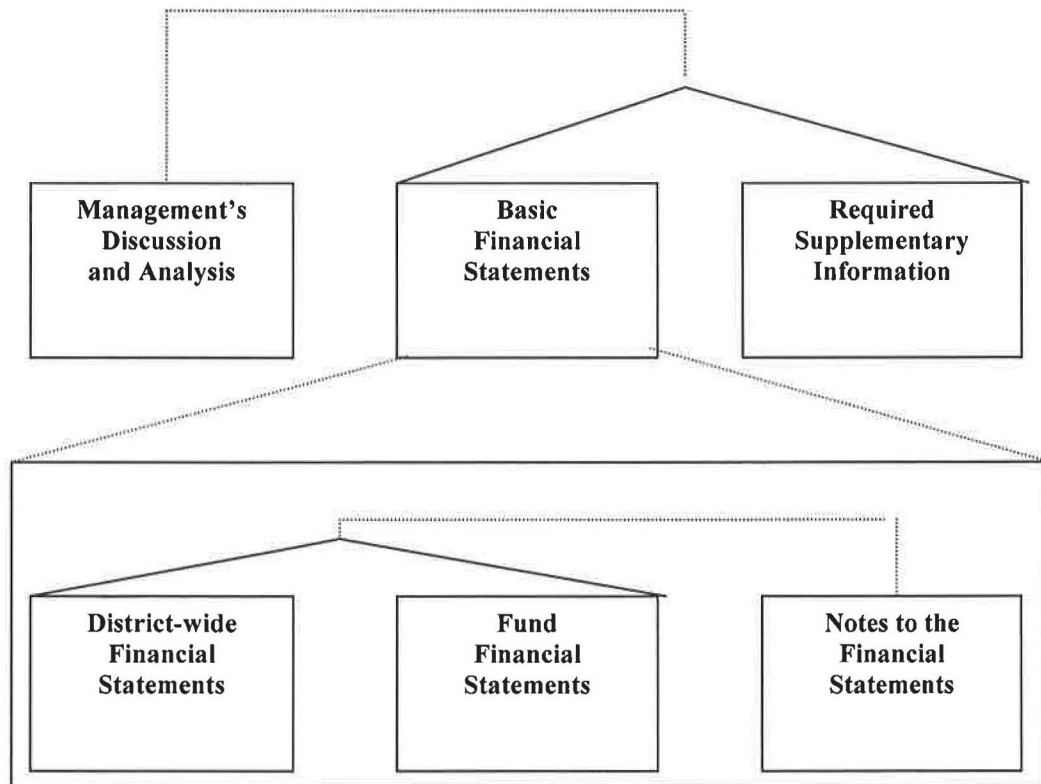 Management's
Discussion
and Analysis
Basic
Financial
Statements
Required
Supplementary
Information
District-wide
Financial
Statements
Fund
Financial
Statements
Notes to the
Financial
Statements